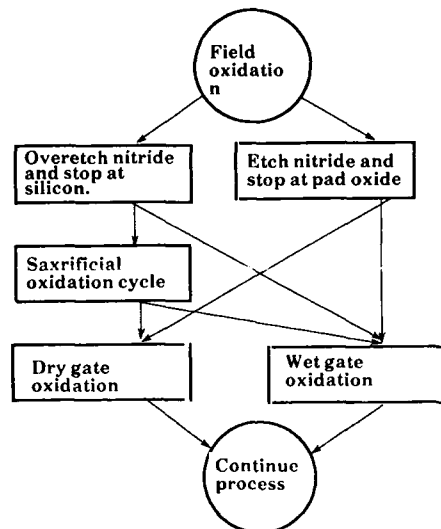 Field
oxidatio
n
Overetch nitride
and stop at
silicon.
Etch nitride and
stop at pad oxide
Saxrificial
oxidation cycle
Dry gate
oxidation
Wet gate
oxidation
Continue
process